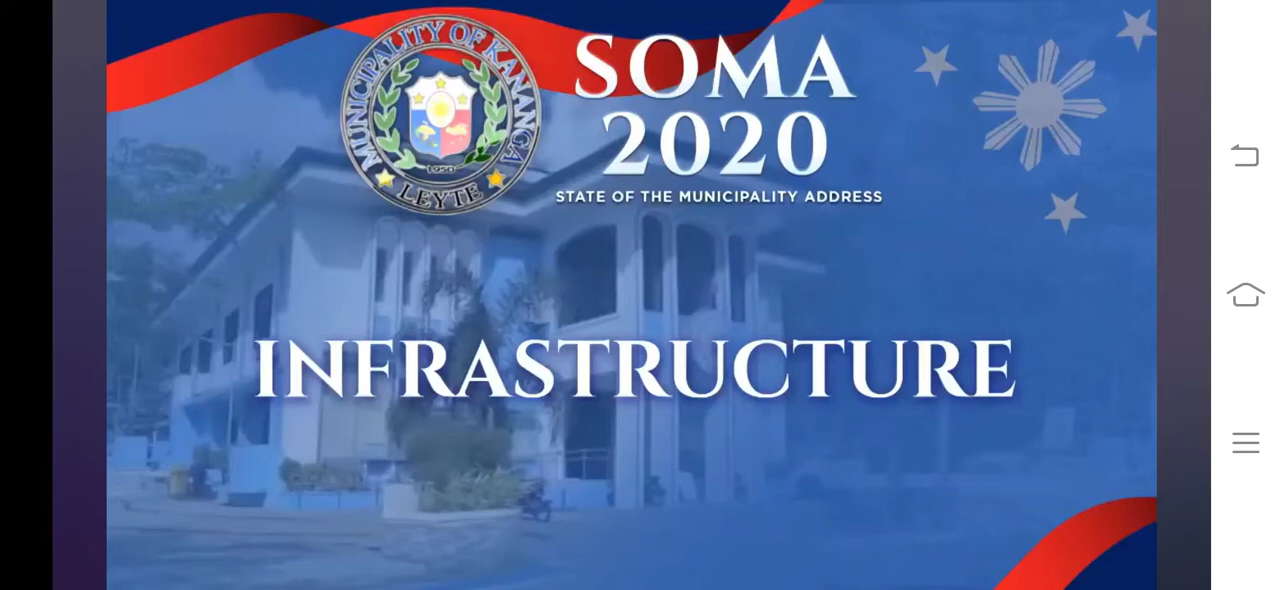 MUNICIPALITY OF KANANGA
1950
LEYTE
SOMA
2020
STATE OF THE MUNICIPALITY ADDRESS
INFRASTRUCTURE